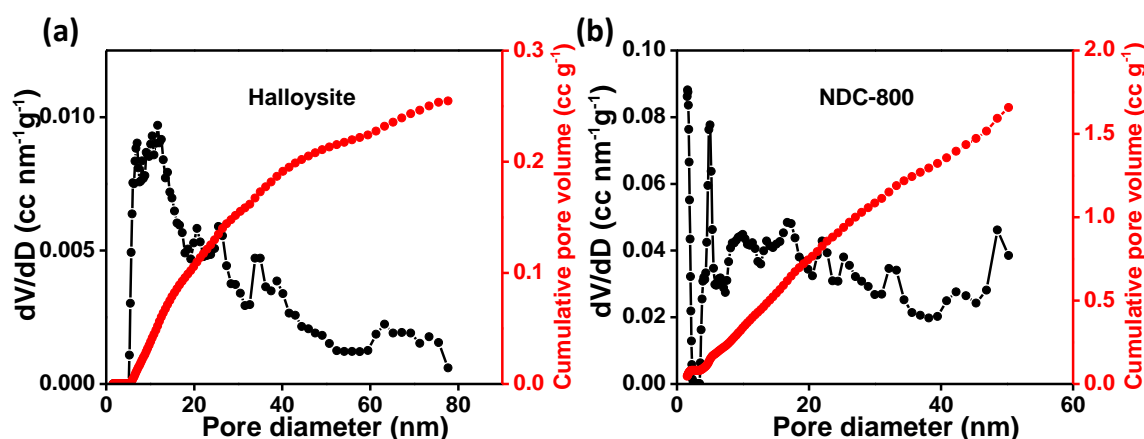 (a)
Halloysite
dV/dD (cc nm⁻¹g⁻¹)
0.010
0.005
0.000
0.3
0.2
0.1
0.0
Cumulative pore volume (cc g⁻¹)
0 20 40 60 80
Pore diameter (nm)
(b)
NDC-800
dV/dD (cc nm⁻¹g⁻¹)
0.10
0.08
0.06
0.04
0.02
0.00
2.0
1.5
1.0
0.5
0.0
Cumulative pore volume (cc g⁻¹)
0 20 40 60
Pore diameter (nm)